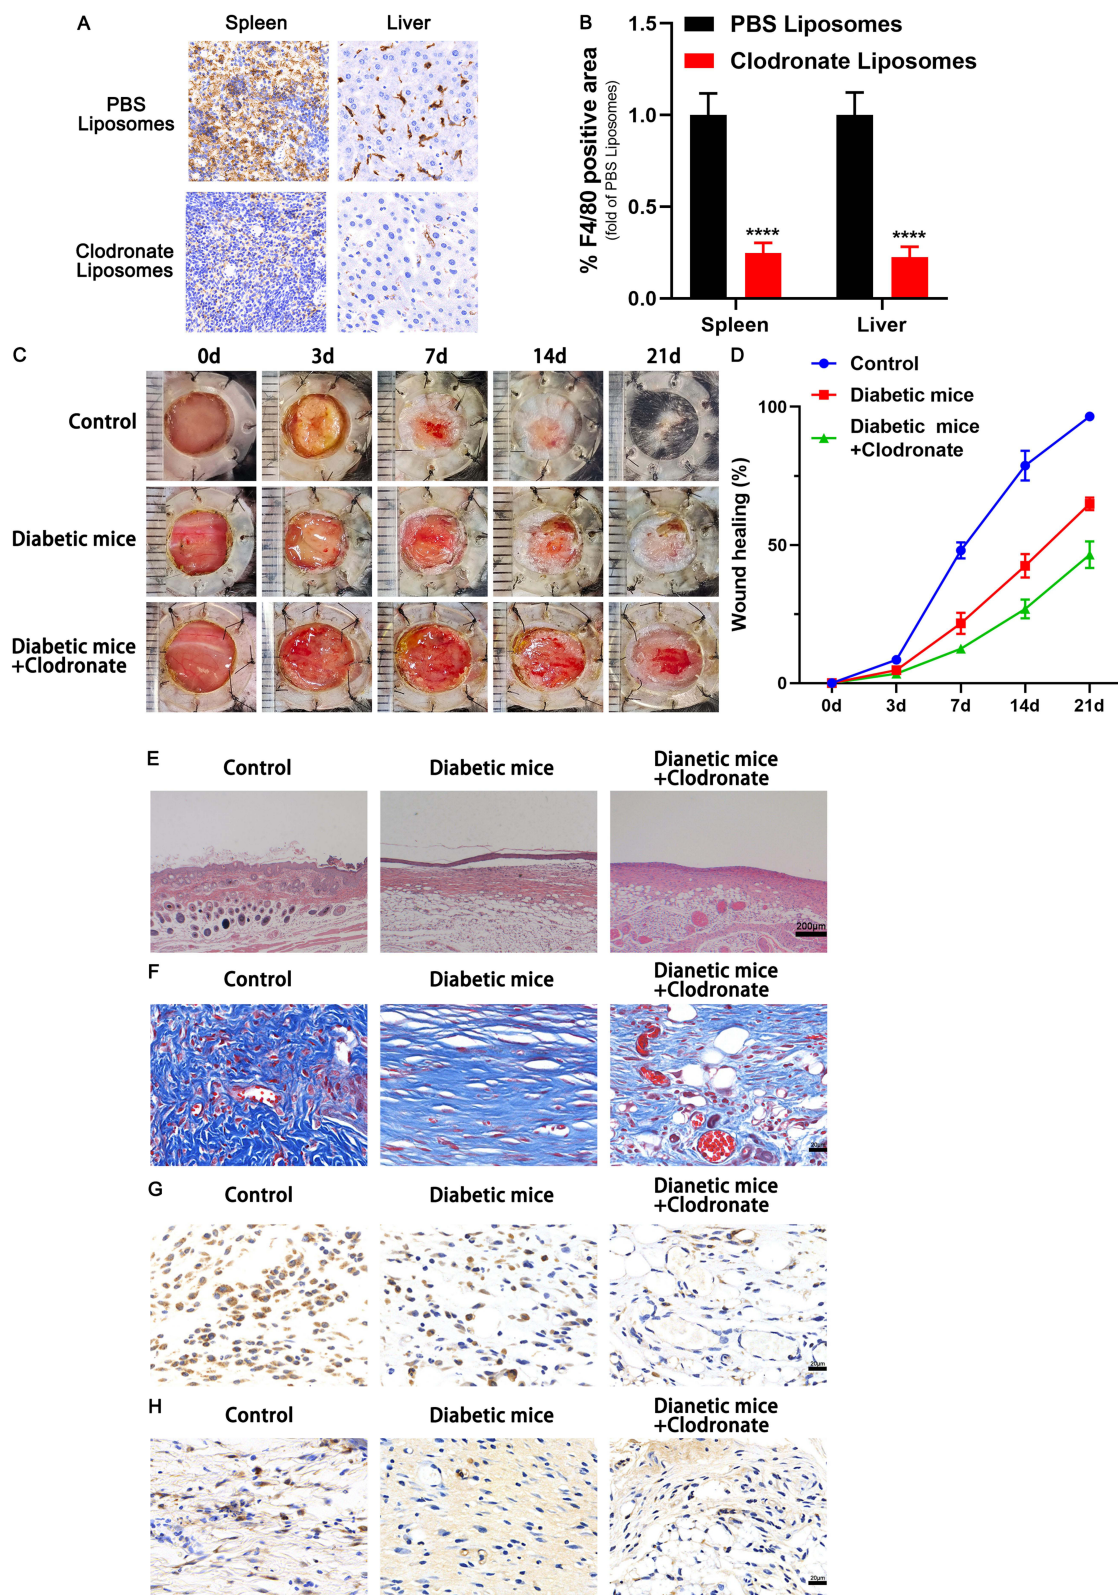 A
Spleen
Liver
PBS
Liposomes
Clodronate
Liposomes
B
% F4/80 positive area
(fold of PBS Liposomes)
1.5
1.0
0.5
0.0
PBS Liposomes
Clodronate Liposomes
****
****
Spleen
Liver
C
0d
3d
7d
14d
21d
Control
Diabetic mice
Diabetic mice
+Clodronate
D
Control
Diabetic mice
Diabetic mice
+Clodronate
Wound healing (%)
100
50
0
0d
3d
7d
14d
21d
E
Control
Diabetic mice
Dianetic mice
+Clodronate
200μm
F
Control
Diabetic mice
Dianetic mice
+Clodronate
20μm
G
Control
Diabetic mice
Dianetic mice
+Clodronate
20μm
H
Control
Diabetic mice
Dianetic mice
+Clodronate
20μm